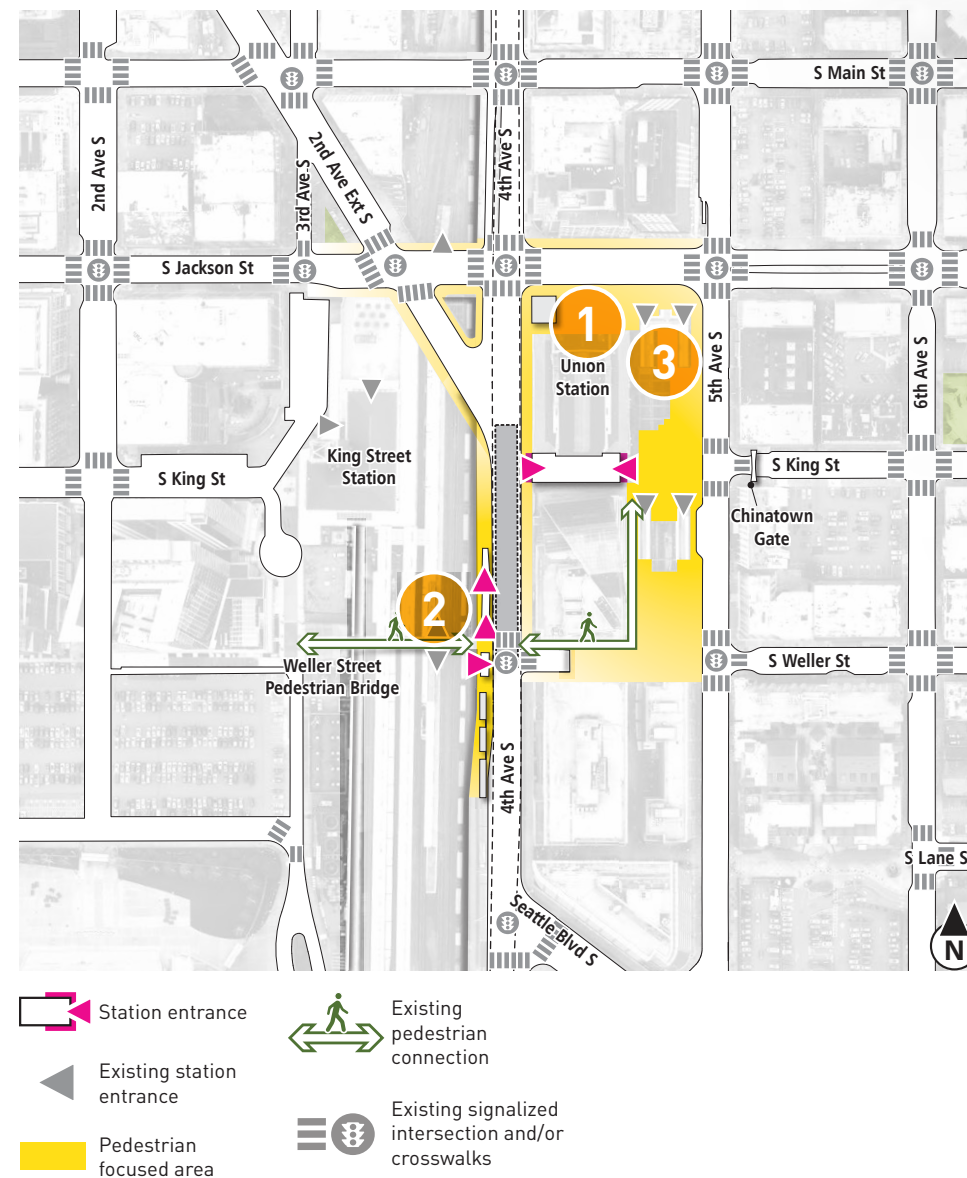 S Main St
2nd Ave S
3rd Ave S
2nd Ave Ext S
4th Ave S
S Jackson St
1
Union
Station
3
5th Ave S
6th Ave S
King Street
Station
S King St
S King St
Chinatown
Gate
2
Weller Street
Pedestrian Bridge
S Weller St
4th Ave S
S Lane S
Seattle Blvd S
N
Station entrance
Existing station
entrance
Pedestrian
focused area
Existing
pedestrian
connection
Existing signalized
intersection and/or
crosswalks